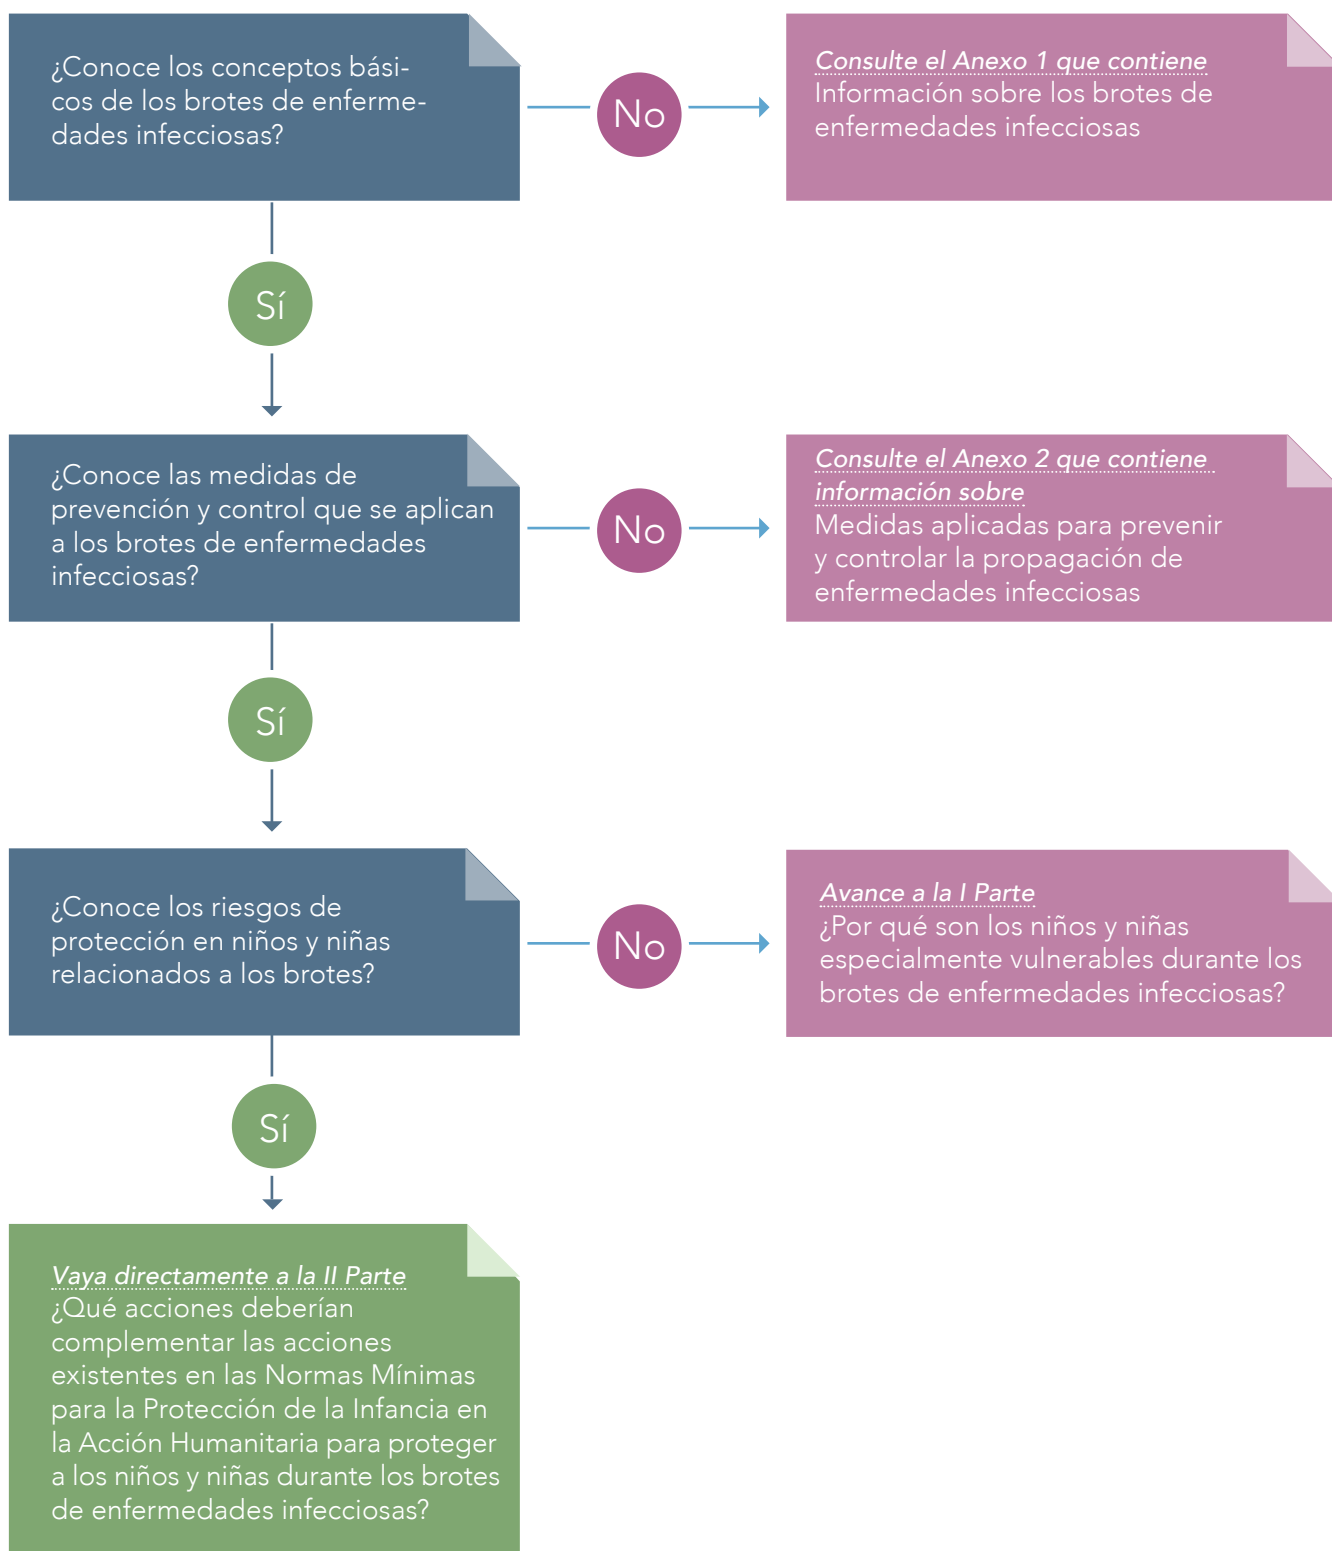 ¿Conoce los conceptos bási-
cos de los brotes de enferme-
dades infecciosas?
No
Consulte el Anexo 1 que contiene
Información sobre los brotes de
enfermedades infecciosas
Sí
¿Conoce las medidas de
prevención y control que se aplican
a los brotes de enfermedades
infecciosas?
No
Consulte el Anexo 2 que contiene
información sobre
Medidas aplicadas para prevenir
y controlar la propagación de
enfermedades infecciosas
Sí
¿Conoce los riesgos de
protección en niños y niñas
relacionados a los brotes?
No
Avance a la I Parte
¿Por qué son los niños y niñas
especialmente vulnerables durante los
brotes de enfermedades infecciosas?
Sí
Vaya directamente a la II Parte
¿Qué acciones deberían
complementar las acciones
existentes en las Normas Mínimas
para la Protección de la Infancia en
la Acción Humanitaria para proteger
a los niños y niñas durante los brotes
de enfermedades infecciosas?